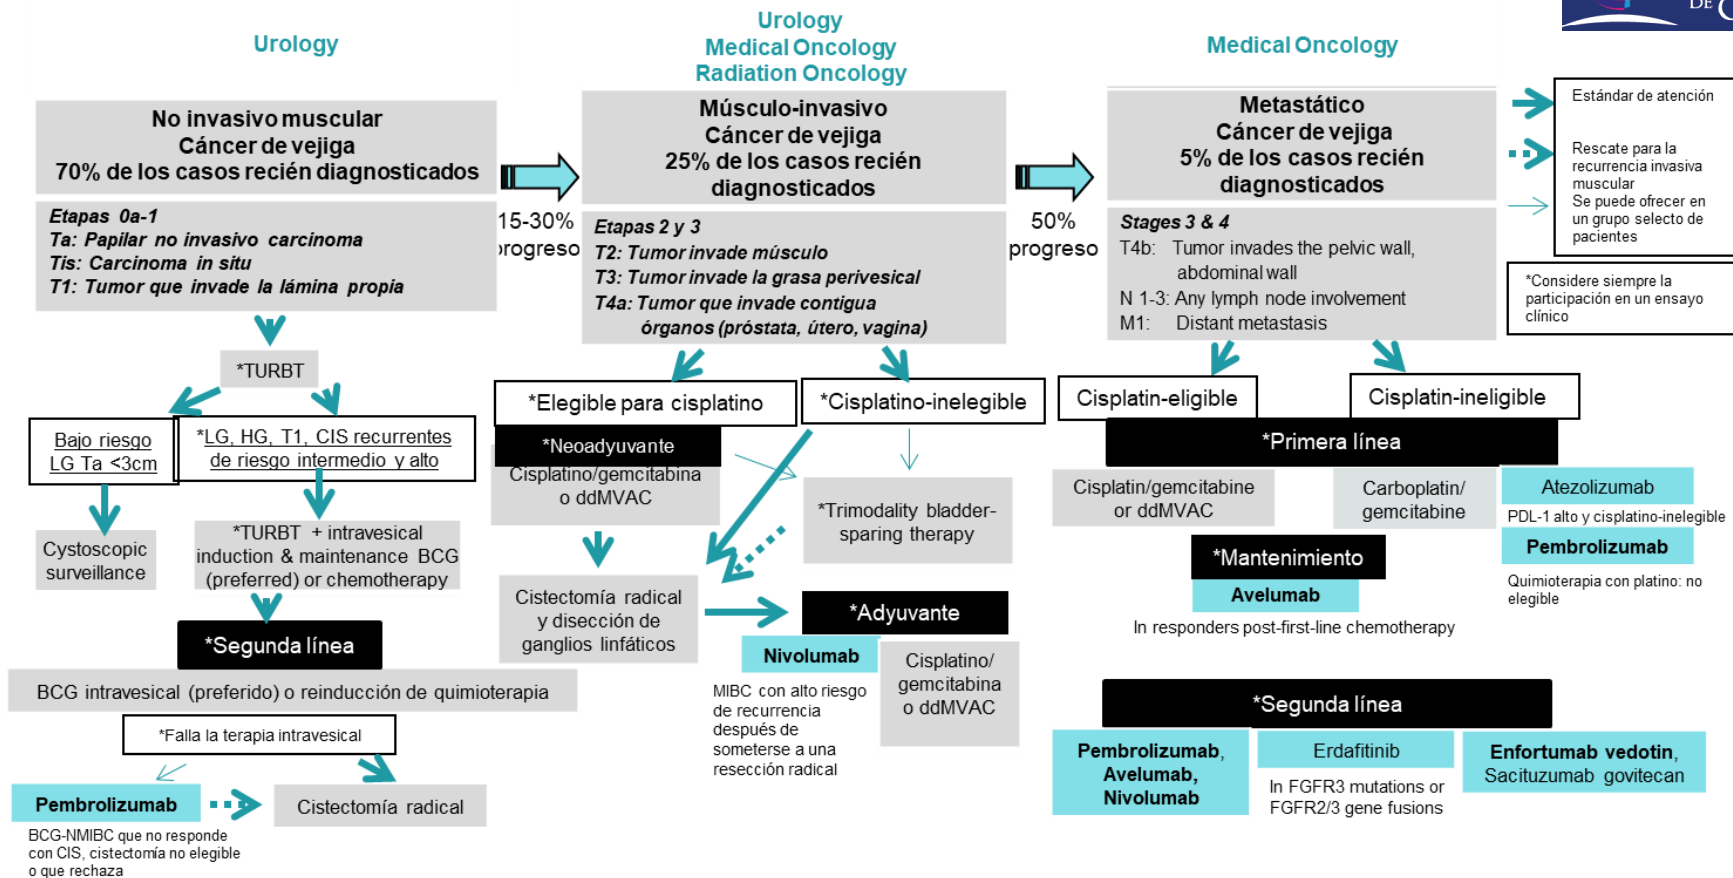 DE C
Urology
Urology
Medical Oncology
Radiation Oncology
Medical Oncology
No invasivo muscular
Cáncer de vejiga
70% de los casos recién diagnosticados
Etapas 0a-1
Ta: Papilar no invasivo carcinoma
Tis: Carcinoma in situ
T1: Tumor que invade la lámina propia
15-30%
progreso
Músculo-invasivo
Cáncer de vejiga
25% de los casos recién
diagnosticados
Etapas 2 y 3
T2: Tumor invade músculo
T3: Tumor invade la grasa perivesical
T4a: Tumor que invade contigua
órganos (próstata, útero, vagina)
50%
progreso
Metastático
Cáncer de vejiga
5% de los casos recién
diagnosticados
Stages 3 & 4
T4b: Tumor invades the pelvic wall,
abdominal wall
N 1-3: Any lymph node involvement
M1: Distant metastasis
Estándar de atención
Rescate para la
recurrencia invasiva
muscular
Se puede ofrecer en
un grupo selecto de
pacientes
*Considere siempre la
participación en un ensayo
clínico
*TURBT
Bajo riesgo
LG Ta <3cm
*LG, HG, T1, CIS recurrentes
de riesgo intermedio y alto
Cystoscopic
surveillance
*TURBT + intravesical
induction & maintenance BCG
(preferred) or chemotherapy
*Segunda línea
BCG intravesical (preferido) o reinducción de quimioterapia
*Falla la terapia intravesical
Pembrolizumab
Cistectomía radical
BCG-NMIBC que no responde
con CIS, cistectomía no elegible
o que rechaza
*Elegible para cisplatino
*Cisplatino-inelegible
*Neoadyuvante
Cisplatino/gemcitabina
o ddMVAC
*Trimodality bladder-
sparing therapy
Cistectomía radical
y disección de
ganglios linfáticos
*Adyuvante
Nivolumab
MIBC con alto riesgo
de recurrencia
después de
someterse a una
resección radical
Cisplatino/
gemcitabina
o ddMVAC
Cisplatin-eligible
Cisplatin-ineligible
*Primera línea
Cisplatin/gemcitabine
or ddMVAC
Carboplatin/
gemcitabine
Atezolizumab
PDL-1 alto y cisplatino-inelegible
Pembrolizumab
Quimioterapia con platino: no
elegible
*Mantenimiento
Avelumab
In responders post-first-line chemotherapy
*Segunda línea
Pembrolizumab,
Avelumab,
Nivolumab
Erdafitinib
In FGFR3 mutations or
FGFR2/3 gene fusions
Enfortumab vedotin,
Sacituzumab govitecan